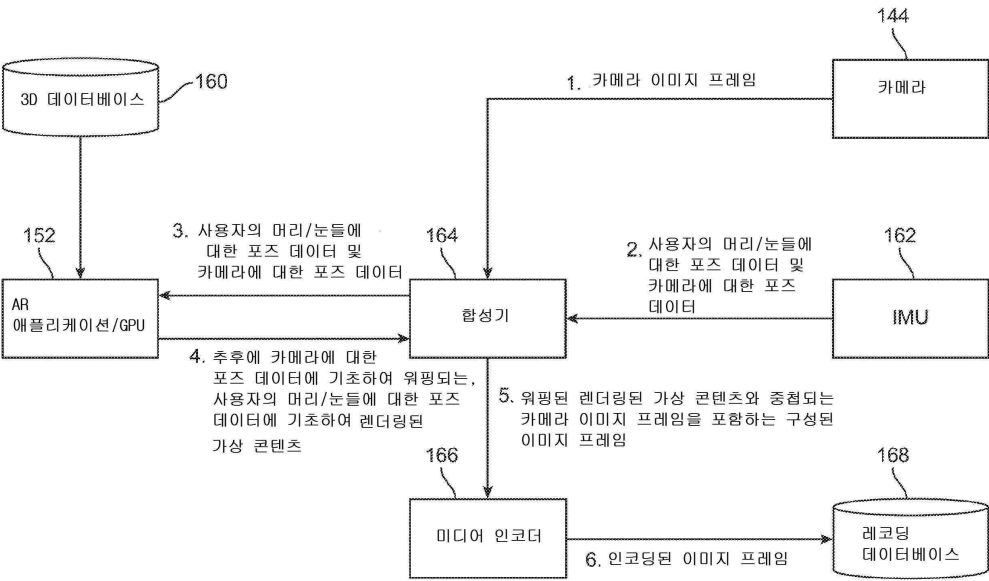 144
카메라
160
3D 데이터베이스
1. 카메라 이미지 프레임
152
AR
애플리케이션/GPU
3. 사용자의 머리/눈들에
대한 포즈 데이터 및
카메라에 대한 포즈 데이터
164
합성기
2. 사용자의 머리/눈들에
대한 포즈 데이터 및
카메라에 대한 포즈
데이터
162
IMU
4. 추후에 카메라에 대한
포즈 데이터에 기초하여 워핑되는,
사용자의 머리/눈들에 대한 포즈
데이터에 기초하여 렌더링된
가상 콘텐츠
5. 워핑된 렌더링된 가상 콘텐츠와 중첩되는
카메라 이미지 프레임을 포함하는 구성된
이미지 프레임
166
미디어 인코더
6. 인코딩된 이미지 프레임
168
레코딩
데이터베이스